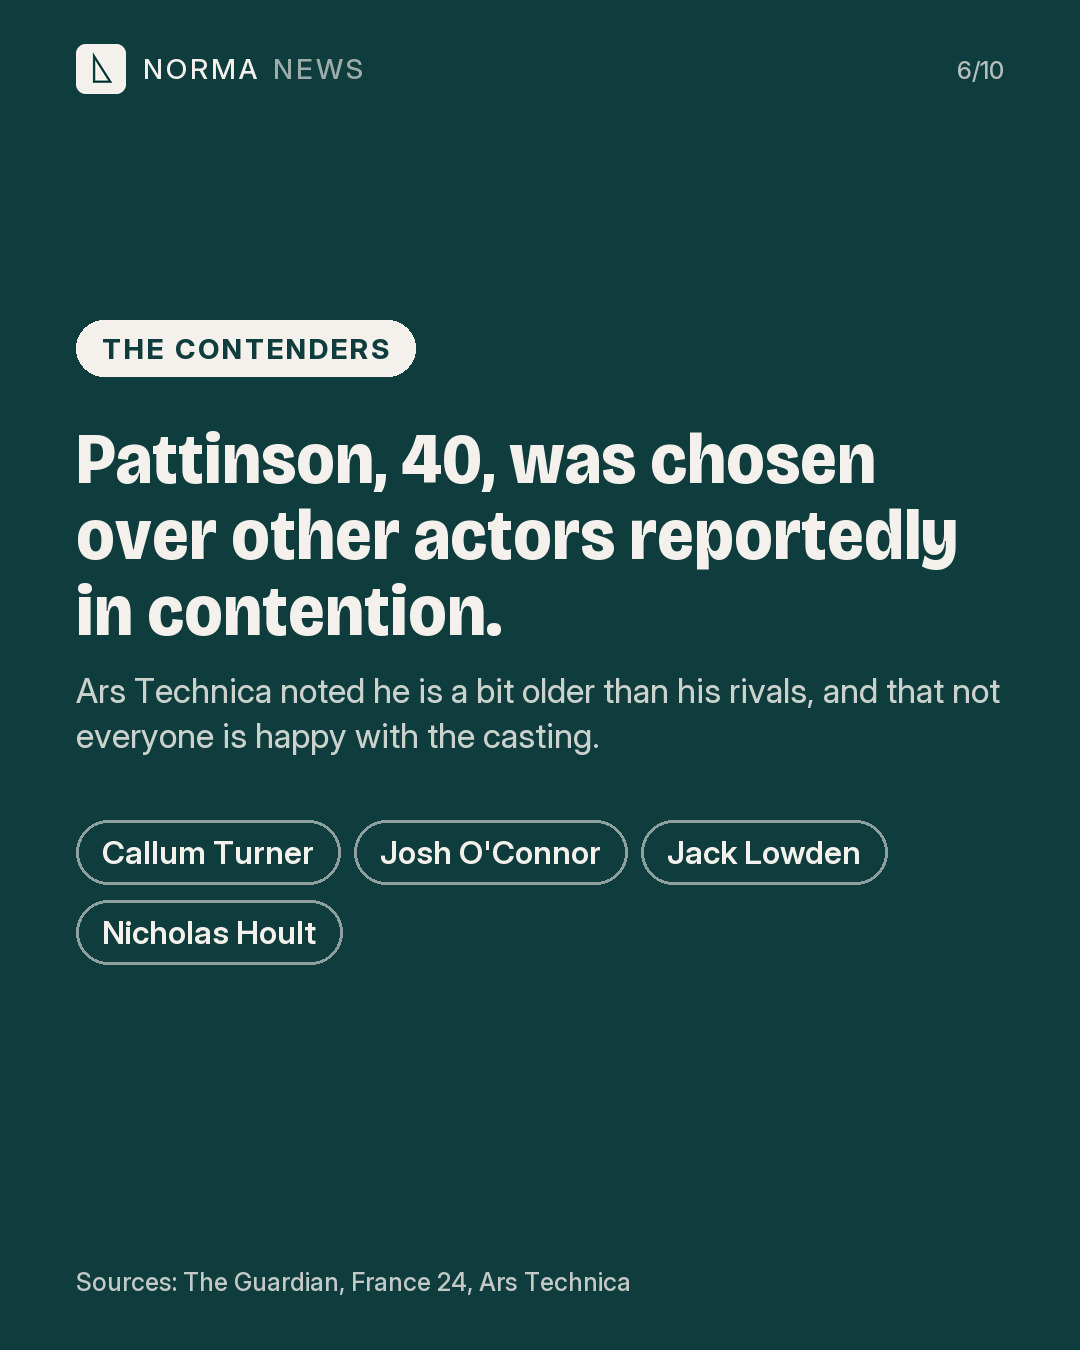 NORMA NEWS
6/10
THE CONTENDERS
Pattinson, 40, was chosen
over other actors reportedly
in contention.
Ars Technica noted he is a bit older than his rivals, and that not
everyone is happy with the casting.
Callum Turner
Josh O'Connor
Jack Lowden
Nicholas Hoult
Sources: The Guardian, France 24, Ars Technica